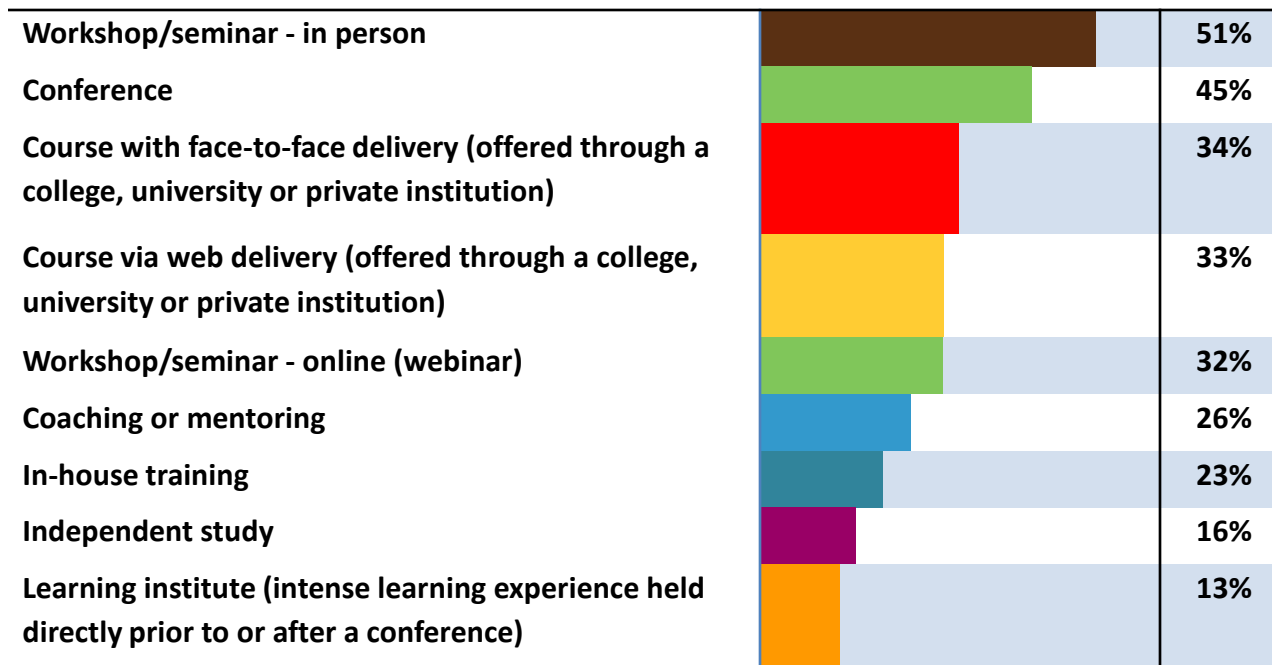 Workshop/seminar - in person 51%
Conference 45%
Course with face-to-face delivery (offered through a 34%
college, university or private institution)
Course via web delivery (offered through a college, 33%
university or private institution)
Workshop/seminar - online (webinar) 32%
Coaching or mentoring 26%
In-house training 23%
Independent study 16%
Learning institute (intense learning experience held 13%
directly prior to or after a conference)